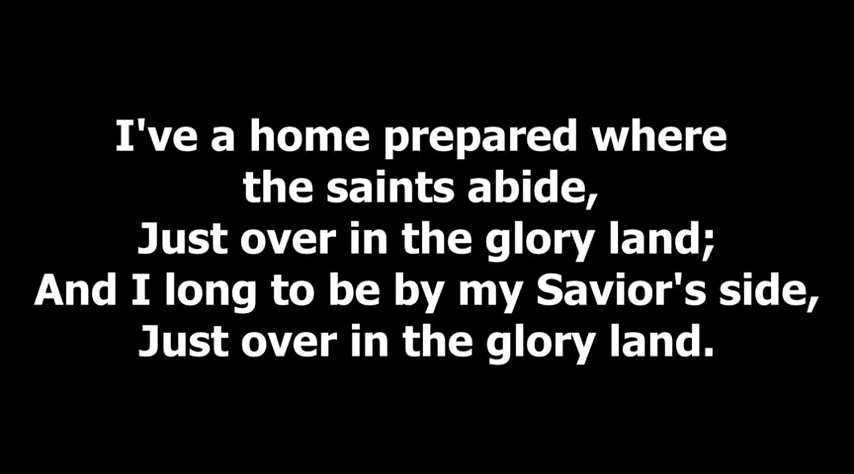 I've a home prepared where
the saints abide,
Just over in the glory land;
And I long to be by my Savior's side,
Just over in the glory land.